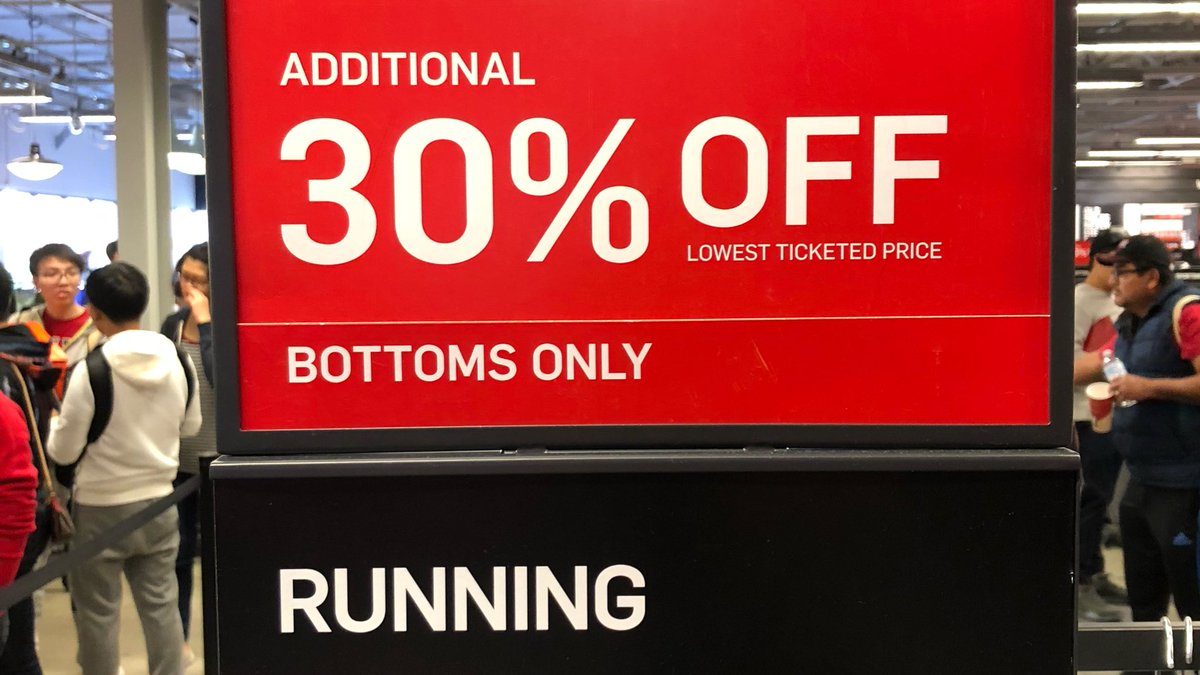 ADDITIONAL
30% OFF
LOWEST TICKETED PRICE
BOTTOMS ONLY
RUNNING